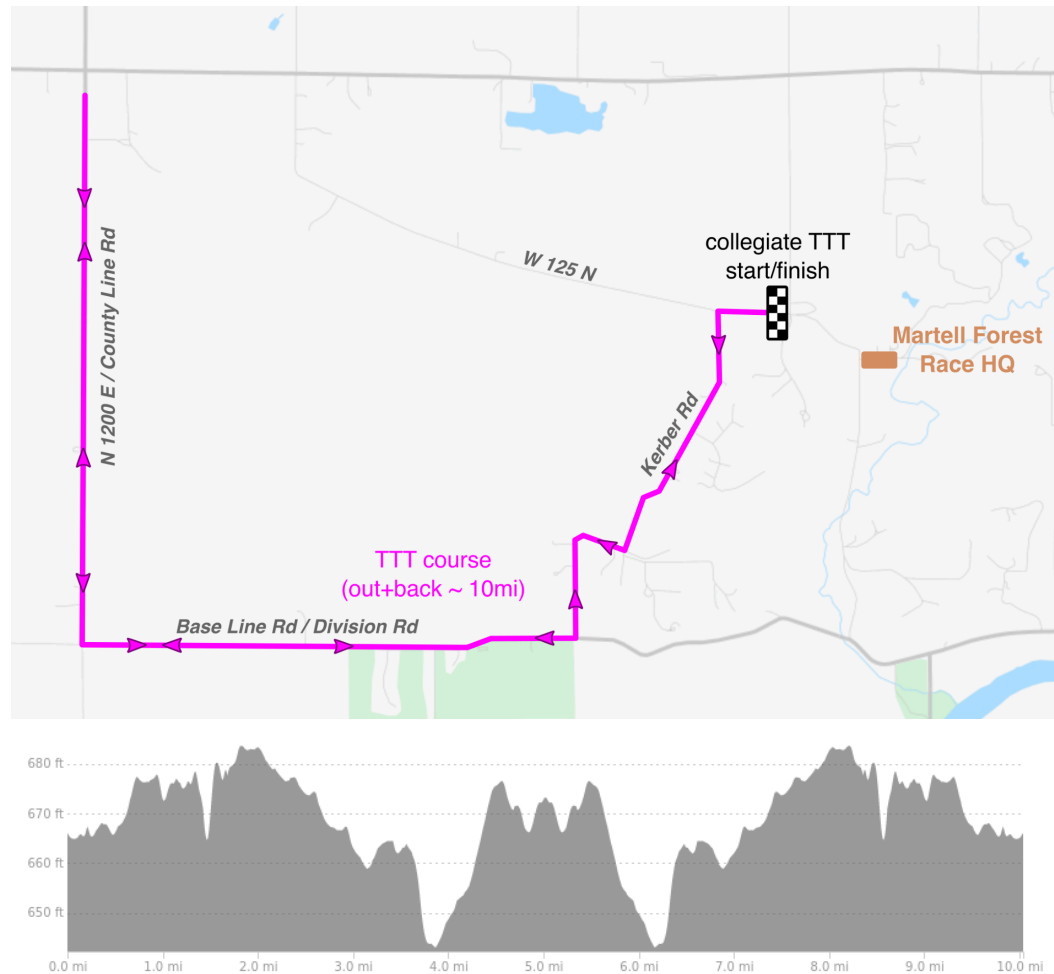 collegiate TTT
start/finish
W 125 N
Martell Forest
Race HQ
N 1200 E / County Line Rd
Kerber Rd
TTT course
(out+back ~ 10mi)
Base Line Rd / Division Rd
680 ft
670 ft
660 ft
650 ft
0.0 mi 1.0 mi 2.0 mi 3.0 mi 4.0 mi 5.0 mi 6.0 mi 7.0 mi 8.0 mi 9.0 mi 10.0 mi